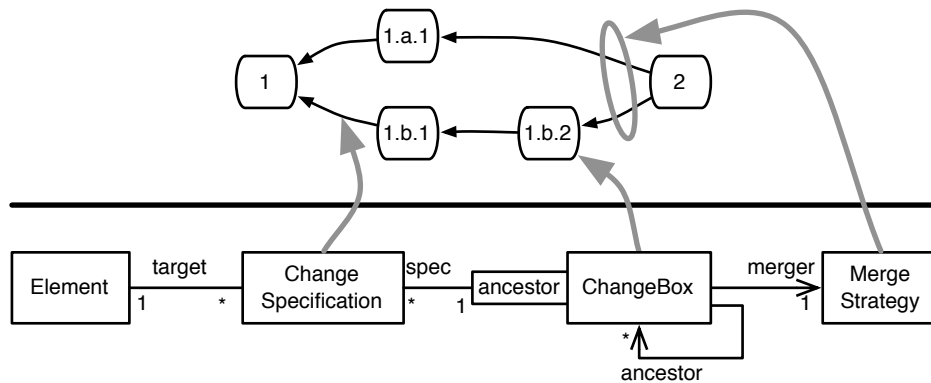 1.a.1
1
2
1.b.1
1.b.2
target
spec
merger
Element
Change
Specification
ancestor
ChangeBox
Merge
Strategy
1
*
*
1
1
*
ancestor